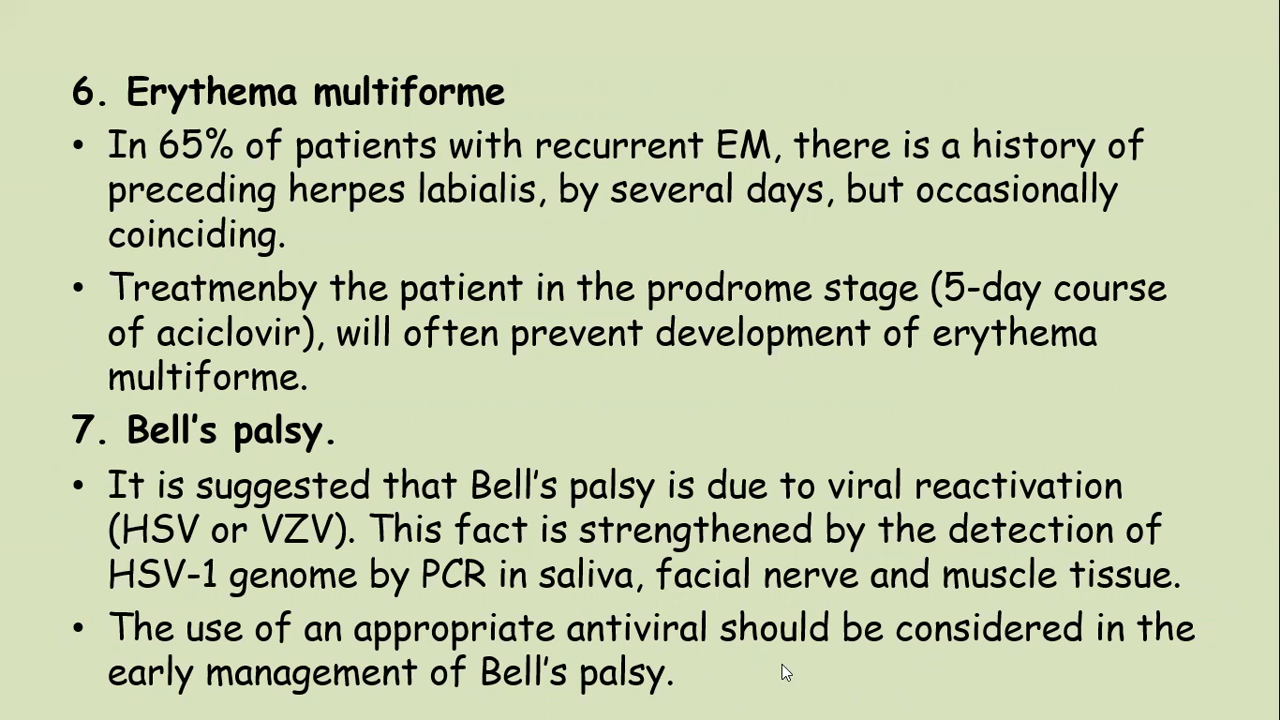 6. Erythema multiforme
• In 65% of patients with recurrent EM, there is a history of
preceding herpes labialis, by several days, but occasionally
coinciding.
• Treatmenby the patient in the prodrome stage (5-day course
of aciclovir), will often prevent development of erythema
multiforme.
7. Bell’s palsy.
• It is suggested that Bell’s palsy is due to viral reactivation
(HSV or VZV). This fact is strengthened by the detection of
HSV-1 genome by PCR in saliva, facial nerve and muscle tissue.
• The use of an appropriate antiviral should be considered in the
early management of Bell’s palsy.